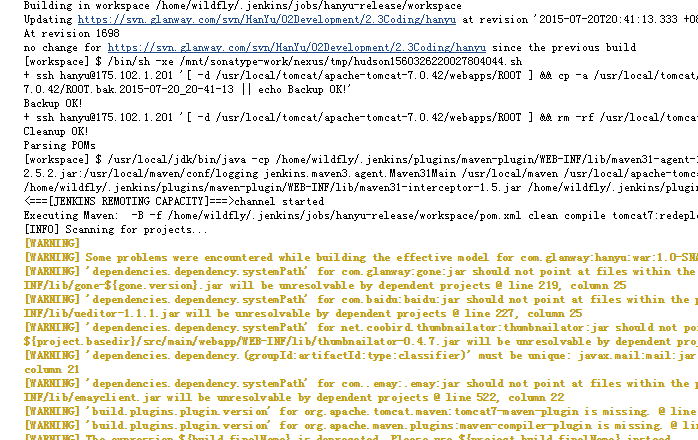 Building in workspace /home/wildfly/.jenkins/jobs/hanyu-release/workspace
Updating https://svn.glanway.com/svn/HanYu/02Development/2.3Coding/hanyu at revision '2015-07-20T20:41:13.333 +08
At revision 1698
no change for https://svn.glanway.com/svn/HanYu/02Development/2.3Coding/hanyu since the previous build
[workspace] $ /bin/sh -xe /mnt/sonatype-work/nexus/tmp/hudson1560326220027804044.sh
+ ssh hanyu@175.102.1.201 '[ -d /usr/local/tomcat/apache-tomcat-7.0.42/webapps/ROOT ] && cp -a /usr/local/tom
7.0.42/ROOT.bak.2015-07-20_20-41-13 || echo Backup OK!'
Backup OK!
+ ssh hanyu@175.102.1.201 '[ -d /usr/local/tomcat/apache-tomcat-7.0.42/webapps/ROOT ] && rm -rf /usr/local/tomca
Cleanup OK!
Parsing POMs
[workspace] $ /usr/local/jdk/bin/java -cp /home/wildfly/.jenkins/plugins/maven-plugin/WEB-INF/lib/maven31-agent-1
2.5.2.jar:/usr/local/maven/conf/logging jenkins.maven3.agent.Maven31Main /usr/local/maven /usr/local/apache-tomc
/home/wildfly/.jenkins/plugins/maven-plugin/WEB-INF/lib/maven31-interceptor-1.5.jar /home/wildfly/.jenkins/plugin
<===[JENKINS REMOTING CAPACITY]===>channel started
Executing Maven:  -B -f /home/wildfly/.jenkins/jobs/hanyu-release/workspace/pom.xml clean compile tomcat7:redepl
[INFO] Scanning for projects...
[WARNING]
[WARNING] Some problems were encountered while building the effective model for com.glanway:hanyu:war:1.0-SNA
[WARNING] 'dependencies.dependency.systemPath' for com.glanway:gone:jar should not point at files within the
INF/lib/gone-${gone.version}.jar will be unresolvable by dependent projects @ line 219, column 25
[WARNING] 'dependencies.dependency.systemPath' for com.baidu:baidu:jar should not point at files within the p
INF/lib/ueditor-1.1.1.jar will be unresolvable by dependent projects @ line 227, column 25
[WARNING] 'dependencies.dependency.systemPath' for net.coobird.thumbnailator:thumbnailator:jar should not poi
${project.basedir}/src/main/webapp/WEB-INF/lib/thumbnailator-0.4.7.jar will be unresolvable by dependent proj
[WARNING] 'dependencies.dependency.(groupId:artifactId:type:classifier)' must be unique: javax.mail:mail:jar
column 21
[WARNING] 'dependencies.dependency.systemPath' for com..emay:.emay:jar should not point at files within the p
INF/lib/emayclient.jar will be unresolvable by dependent projects @ line 522, column 22
[WARNING] 'build.plugins.plugin.version' for org.apache.tomcat.maven:tomcat7-maven-plugin is missing. @ line
[WARNING] 'build.plugins.plugin.version' for org.apache.maven.plugins:maven-compiler-plugin is missing. @ lin
[WARNING] The expression ${build.finalName} is deprecated. Please use ${project.build.finalName} instead.